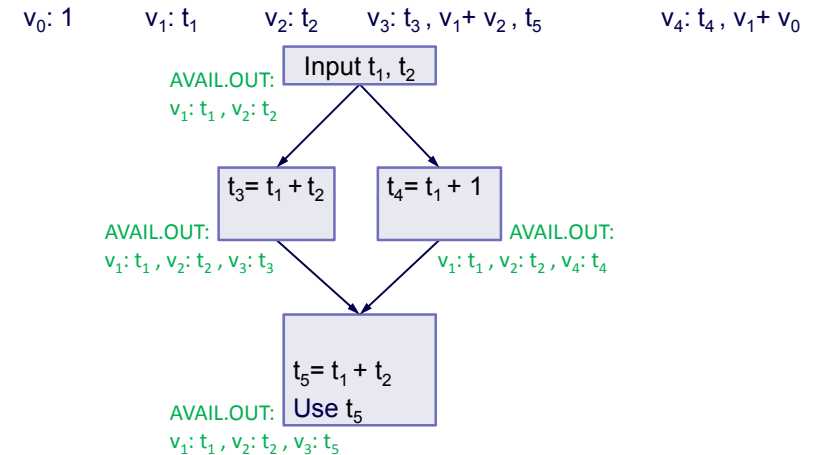 v₀: 1 v₁: t₁ v₂: t₂ v₃: t₃ , v₁+ v₂ , t₅ v₄: t₄ , v₁+ v₀
Input t₁, t₂
AVAIL.OUT:
v₁: t₁ , v₂: t₂
t₃= t₁ + t₂
t₄= t₁ + 1
AVAIL.OUT:
v₁: t₁ , v₂: t₂ , v₃: t₃
AVAIL.OUT:
v₁: t₁ , v₂: t₂ , v₄: t₄
t₅= t₁ + t₂
Use t₅
AVAIL.OUT:
v₁: t₁ , v₂: t₂ , v₃: t₅